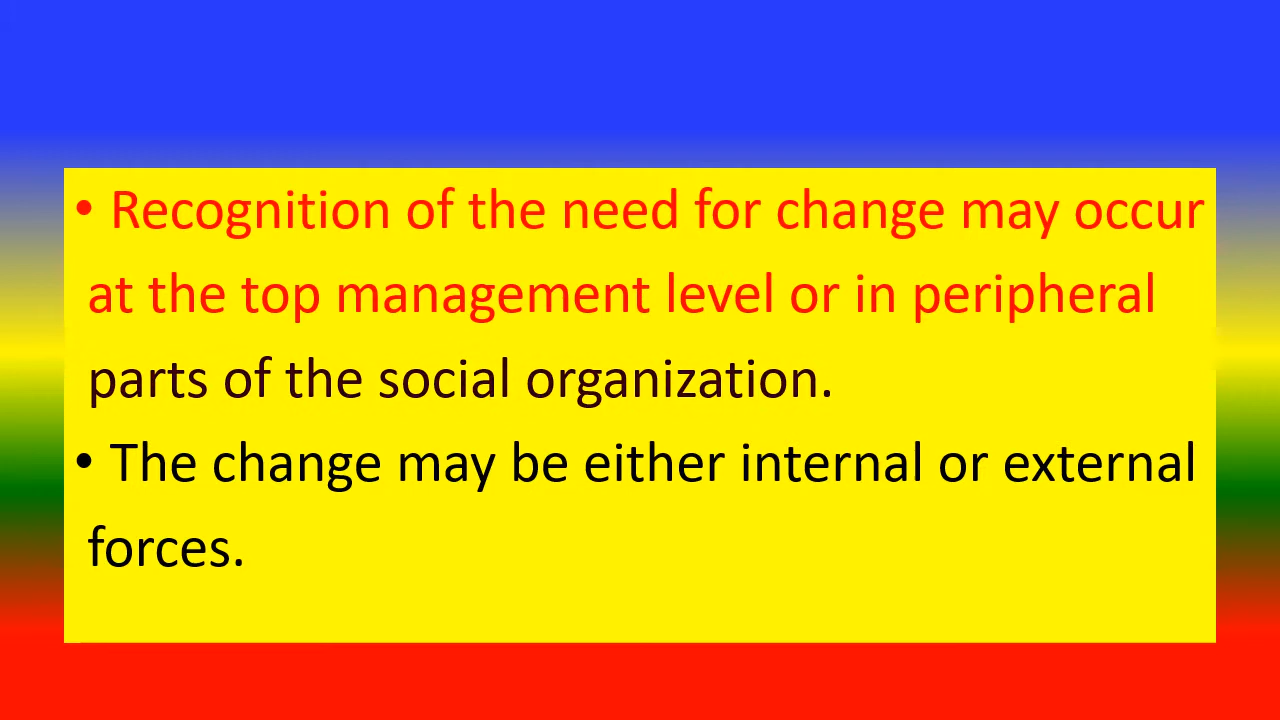 • Recognition of the need for change may occur
at the top management level or in peripheral
parts of the social organization.
• The change may be either internal or external
forces.